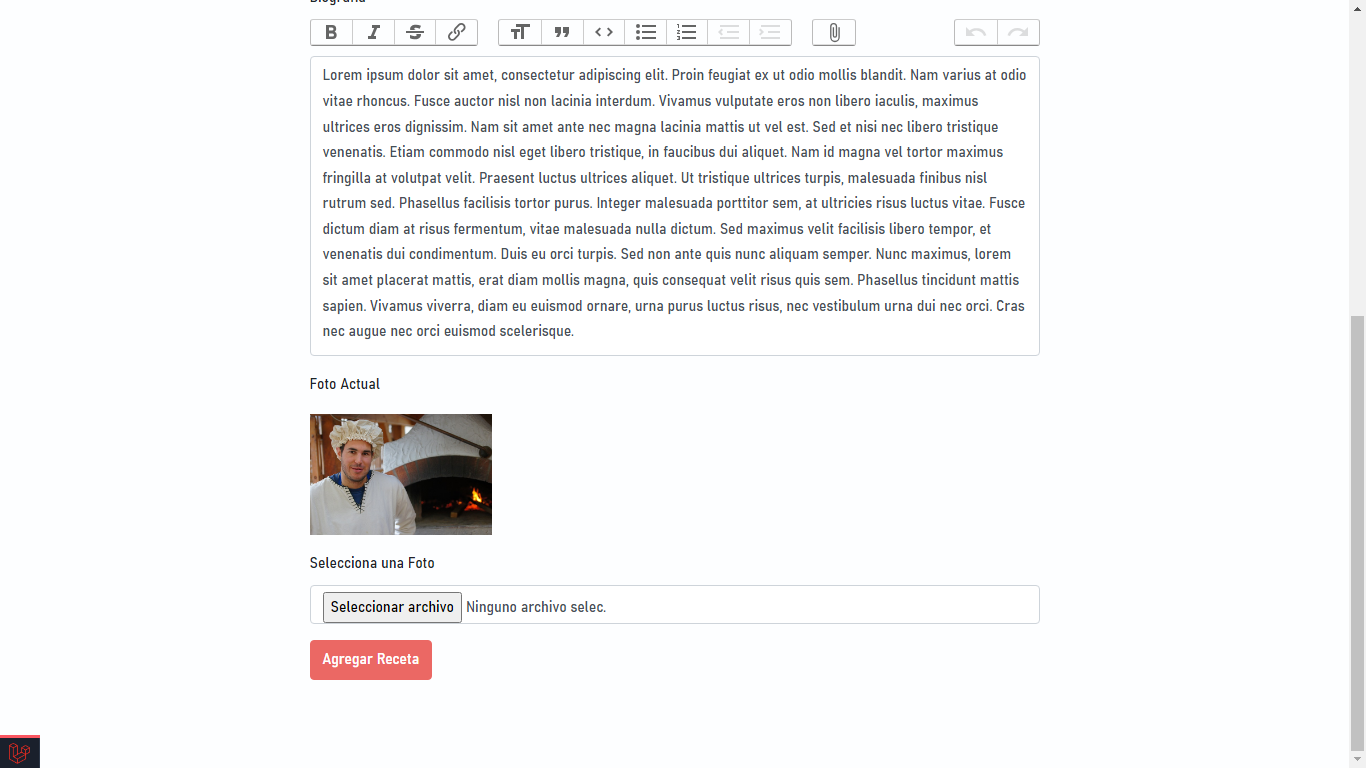 Biografía
B I S
Lorem ipsum dolor sit amet, consectetur adipiscing elit. Proin feugiat ex ut odio mollis blandit. Nam varius at odio
vitae rhoncus. Fusce auctor nisl non lacinia interdum. Vivamus vulputate eros non libero iaculis, maximus
ultrices eros dignissim. Nam sit amet ante nec magna lacinia mattis ut vel est. Sed et nisi nec libero tristique
venenatis. Etiam commodo nisl eget libero tristique, in faucibus dui aliquet. Nam id magna vel tortor maximus
fringilla at volutpat velit. Praesent luctus ultrices aliquet. Ut tristique ultrices turpis, malesuada finibus nisl
rutrum sed. Phasellus facilisis tortor purus. Integer malesuada porttitor sem, at ultricies risus luctus vitae. Fusce
dictum diam at risus fermentum, vitae malesuada nulla dictum. Sed maximus velit facilisis libero tempor, et
venenatis dui condimentum. Duis eu orci turpis. Sed non ante quis nunc aliquam semper. Nunc maximus, lorem
sit amet placerat mattis, erat diam mollis magna, quis consequat velit risus quis sem. Phasellus tincidunt mattis
sapien. Vivamus viverra, diam eu euismod ornare, urna purus luctus risus, nec vestibulum urna dui nec orci. Cras
nec augue nec orci euismod scelerisque.
Foto Actual
Selecciona una Foto
Seleccionar archivo Ninguno archivo selec.
Agregar Receta